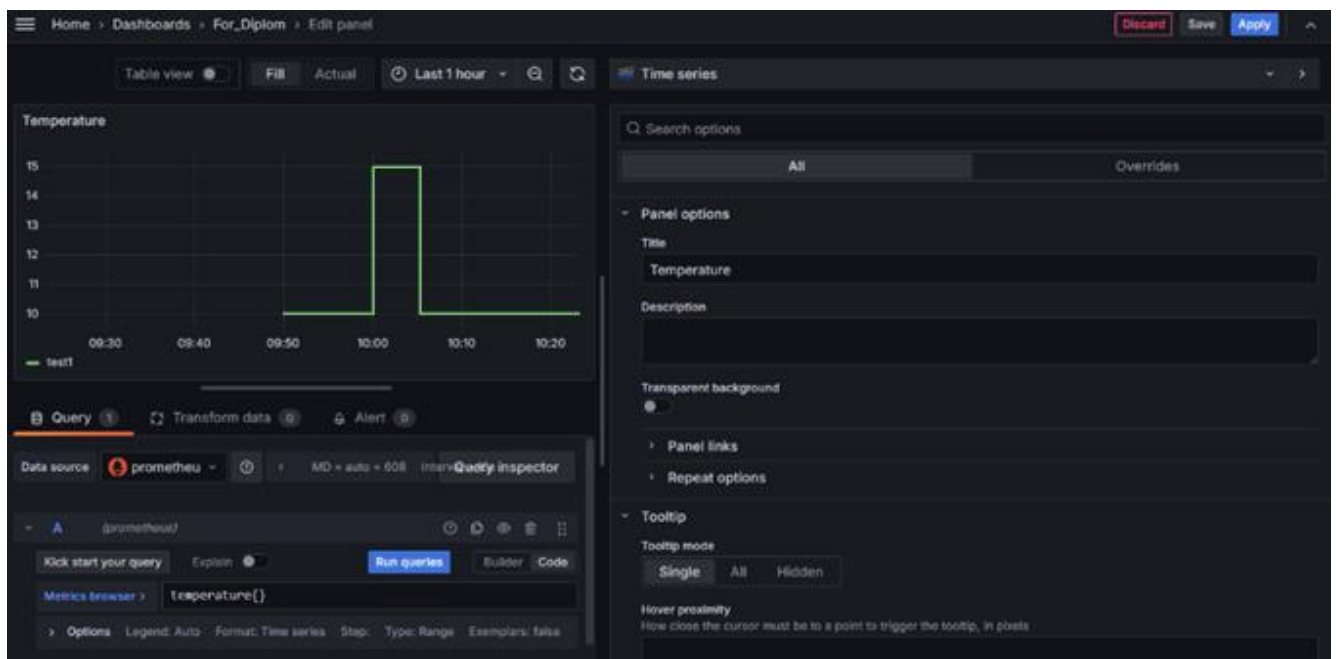 Home › Dashboards › For_Diplom › Edit panel
Discard Save Apply
Table view Fill Actual Last 1 hour
Time series
Temperature
15
14
13
12
11
10
09:30 09:40 09:50 10:00 10:10 10:20
test1
Query 1 Transform data 0 Alert 0
Data source prometheu MD = auto = 608 Query inspector
A (prometheus)
Kick start your query Explain Run queries Builder Code
Metrics browser > temperature{}
> Options Legend: Auto Format: Time series Step: Type: Range Exemplars: false
Search options
All Overrides
Panel options
Title
Temperature
Description
Transparent background
Panel links
Repeat options
Tooltip
Tooltip mode
Single All Hidden
Hover proximity
How close the cursor must be to a point to trigger the tooltip, in pixels